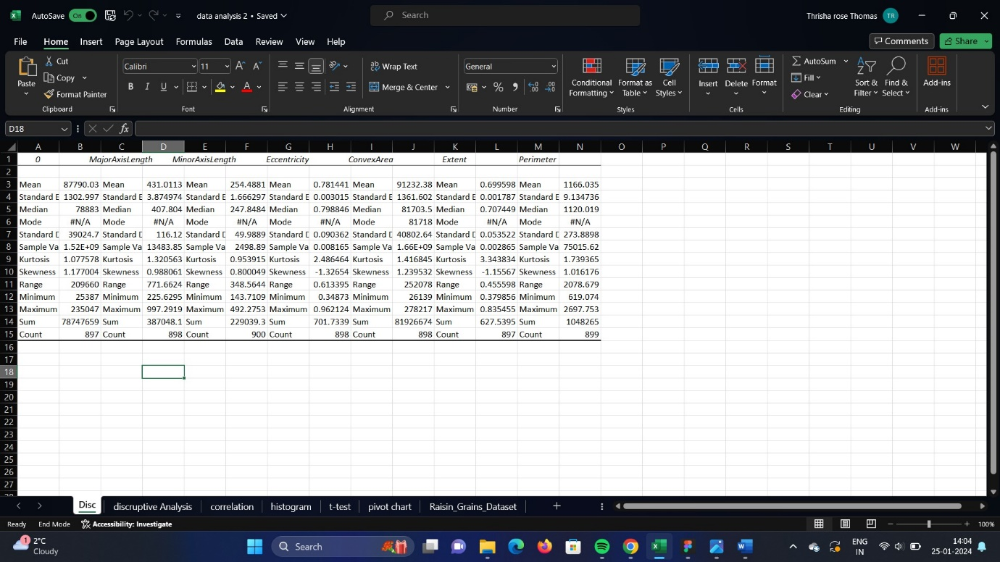 AutoSave On data analysis 2 • Saved Search Thrisha rose Thomas TR
File Home Insert Page Layout Formulas Data Review View Help Comments Share
Paste Cut Copy Format Painter Clipboard
Calibri 11 A A B I U A Font
Wrap Text Merge & Center Alignment
General % Number
Conditional Formatting Format as Table Cell Styles Styles
Insert Delete Format Cells
AutoSum Fill Clear Sort & Filter Find & Select Editing
Add-ins Add-ins
D18 fx
A B C D E F G H I J K L M N O P Q R S T U V W
1 0 MajorAxisLength MinorAxisLength Eccentricity ConvexArea Extent Perimeter
2
3 Mean 87790.03 Mean 431.0113 Mean 254.4881 Mean 0.781441 Mean 91232.38 Mean 0.699598 Mean 1166.035
4 Standard E 1302.997 Standard E 3.874974 Standard E 1.666297 Standard E 0.003015 Standard E 1361.602 Standard E 0.001787 Standard E 9.134736
5 Median 78883 Median 407.804 Median 247.8484 Median 0.798846 Median 81703.5 Median 0.707449 Median 1120.019
6 Mode #N/A Mode #N/A Mode #N/A Mode #N/A Mode 81718 Mode #N/A Mode #N/A
7 Standard D 39024.7 Standard D 116.12 Standard D 49.9889 Standard D 0.090362 Standard D 40802.64 Standard D 0.053522 Standard D 273.8898
8 Sample Va 1.52E+09 Sample Va 13483.85 Sample Va 2498.89 Sample Va 0.008165 Sample Va 1.66E+09 Sample Va 0.002865 Sample Va 75015.62
9 Kurtosis 1.077578 Kurtosis 1.320563 Kurtosis 0.953915 Kurtosis 2.486464 Kurtosis 1.416845 Kurtosis 3.343834 Kurtosis 1.739365
10 Skewness 1.177004 Skewness 0.988061 Skewness 0.800049 Skewness -1.32654 Skewness 1.239532 Skewness -1.15567 Skewness 1.016176
11 Range 209660 Range 771.6624 Range 348.5644 Range 0.613395 Range 252078 Range 0.455598 Range 2078.679
12 Minimum 25387 Minimum 225.6295 Minimum 143.7109 Minimum 0.34873 Minimum 26139 Minimum 0.379856 Minimum 619.074
13 Maximum 235047 Maximum 997.2919 Maximum 492.2753 Maximum 0.962124 Maximum 278217 Maximum 0.835455 Maximum 2697.753
14 Sum 78747659 Sum 387048.1 Sum 229039.3 Sum 701.7339 Sum 81926674 Sum 627.5395 Sum 1048265
15 Count 897 Count 898 Count 900 Count 898 Count 898 Count 897 Count 899
16
17
18
19
20
21
22
23
24
25
26
27
28
Disc discruptive Analysis correlation histogram t-test pivot chart Raisin_Grains_Dataset
Ready End Mode Accessibility: Investigate 100%
1 2°C Cloudy Search ENG IN 14:04 25-01-2024